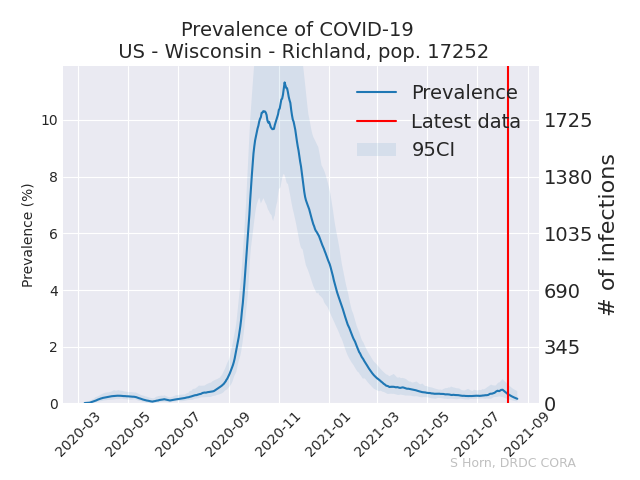 Prevalence of COVID-19
US - Wisconsin - Richland, pop. 17252
Prevalence
Latest data
95CI
Prevalence (%)
10
8
6
4
2
0
1725
1380
1035
690
345
0
# of infections
2020-03
2020-05
2020-07
2020-09
2020-11
2021-01
2021-03
2021-05
2021-07
2021-09
S Horn, DRDC CORA